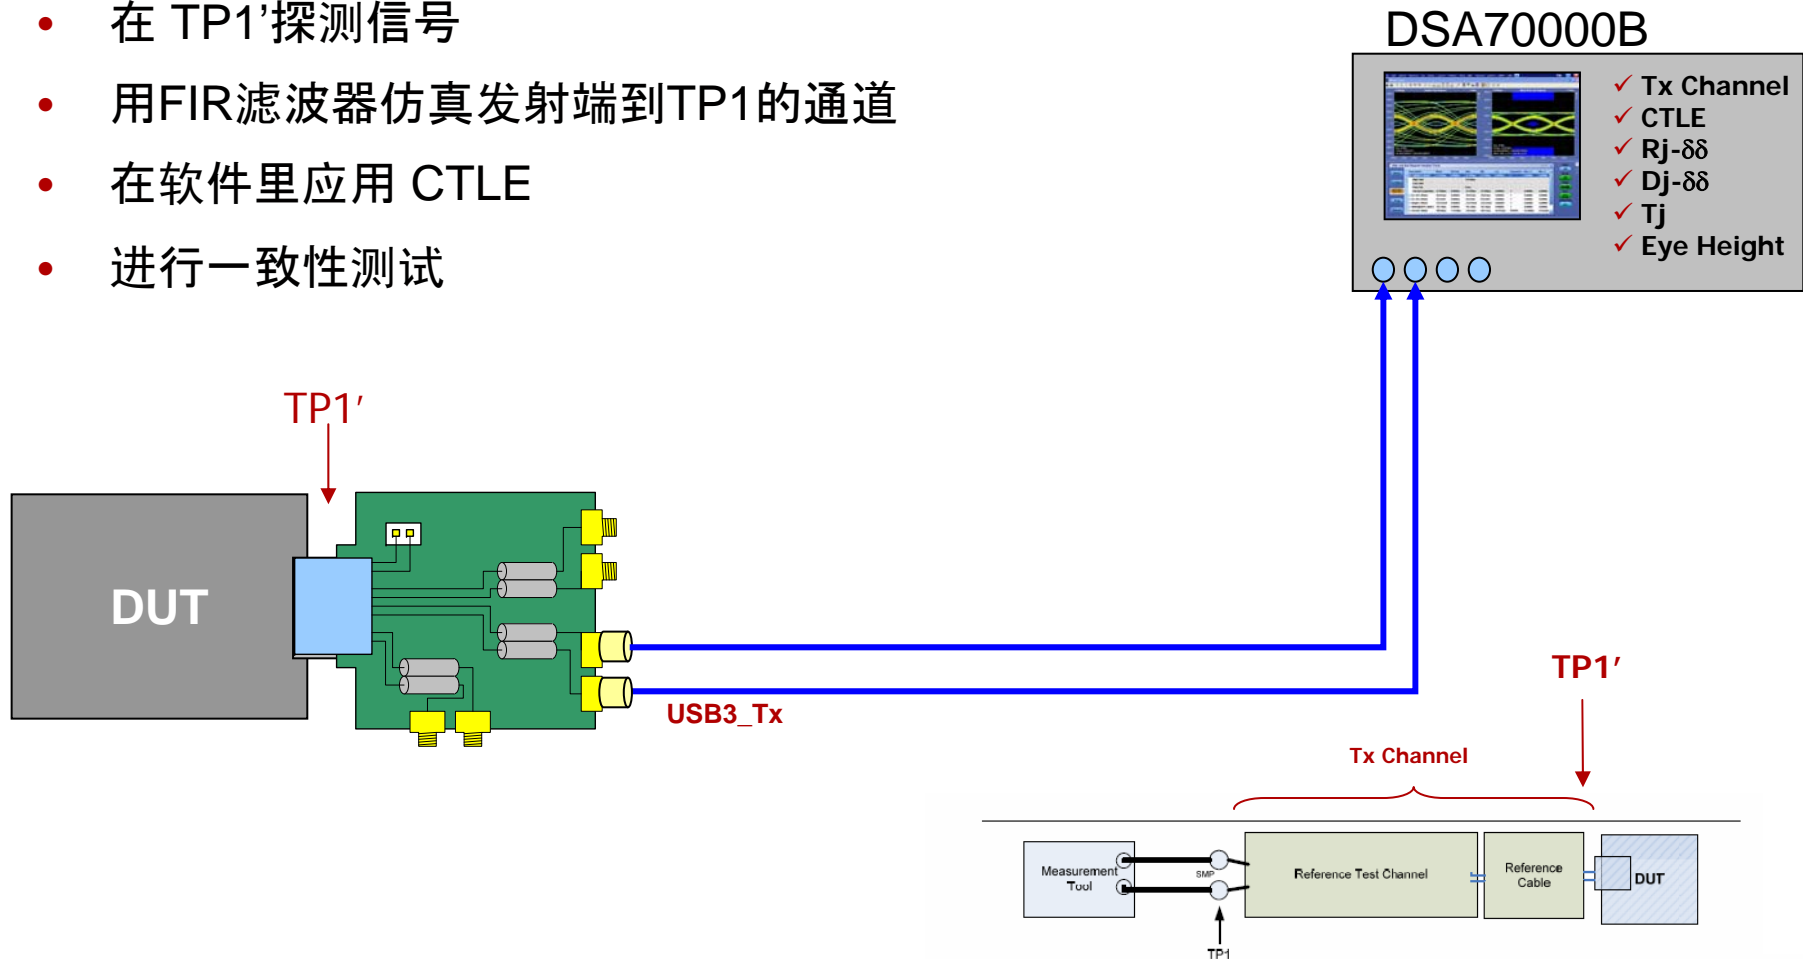 • 在 TP1’探测信号
• 用FIR滤波器仿真发射端到TP1的通道
• 在软件里应用 CTLE
• 进行一致性测试
DSA70000B
✓ Tx Channel
✓ CTLE
✓ Rj-δδ
✓ Dj-δδ
✓ Tj
✓ Eye Height
TP1’
DUT
USB3_Tx
TP1’
Tx Channel
Measurement
Tool
SMP
Reference Test Channel
Reference
Cable
DUT
TP1